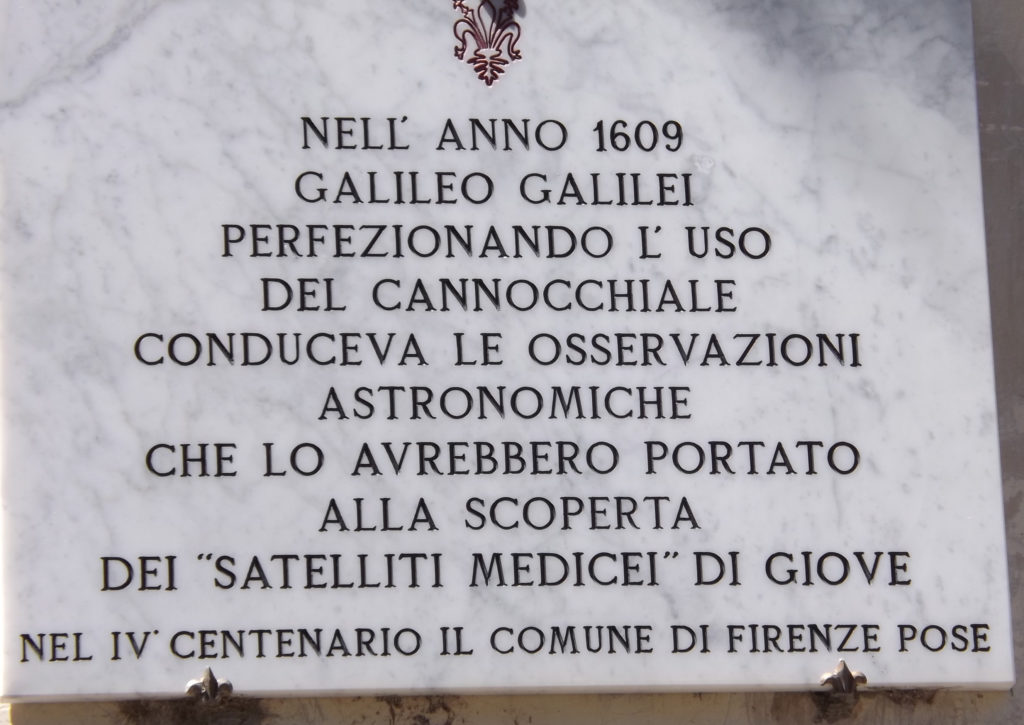 NELL' ANNO 1609
GALILEO GALILEI
PERFEZIONANDO L' USO
DEL CANNOCCHIALE
CONDUCEVA LE OSSERVAZIONI
ASTRONOMICHE
CHE LO AVREBBERO PORTATO
ALLA SCOPERTA
DEI "SATELLITI MEDICEI" DI GIOVE
NEL IV° CENTENARIO IL COMUNE DI FIRENZE POSE